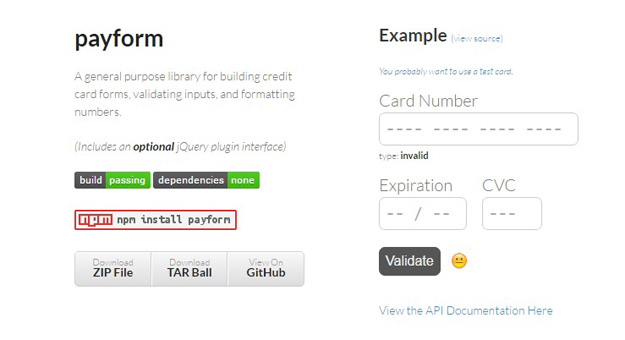 payform
A general purpose library for building credit
card forms, validating inputs, and formatting
numbers.
(Includes an optional jQuery plugin interface)
build passing dependencies none
npm npm install payform
Download
ZIP File
Download
TAR Ball
View On
GitHub
Example (view source)
You probably want to use a test card.
Card Number
---- ---- ---- ----
type: invalid
Expiration
-- / --
CVC
---
Validate
View the API Documentation Here